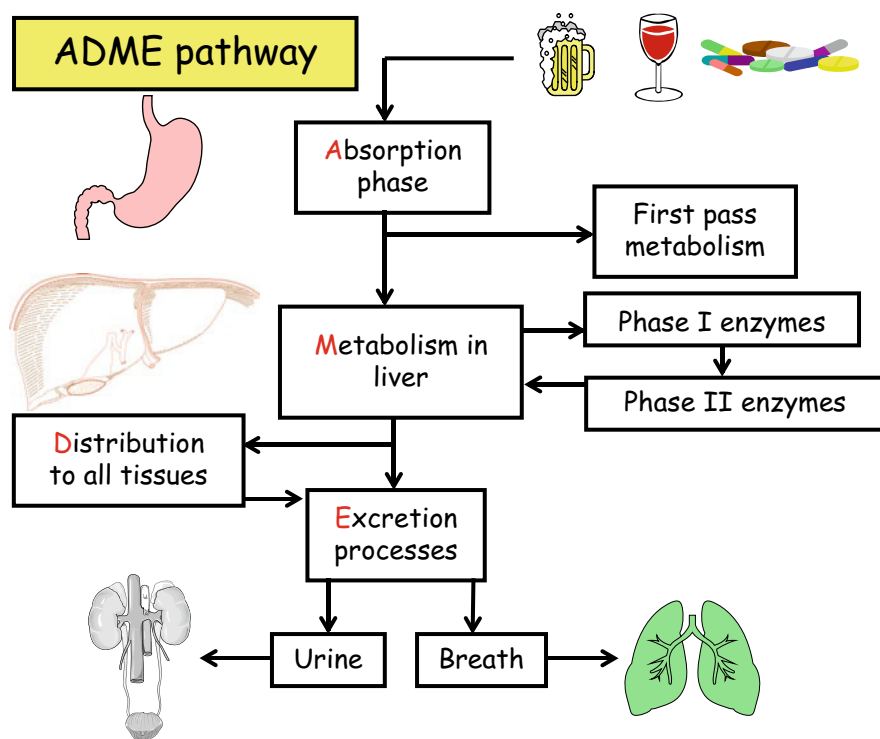 ADME pathway
Absorption
phase
First pass
metabolism
Metabolism in
liver
Phase I enzymes
Phase II enzymes
Distribution
to all tissues
Excretion
processes
Urine
Breath